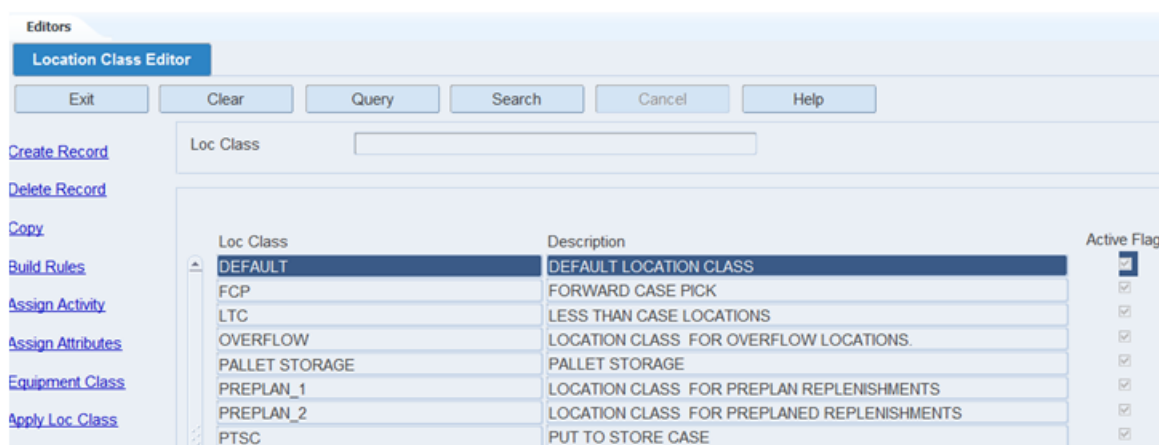 Editors
Location Class Editor
Exit Clear Query Search Cancel Help
Create Record
Delete Record
Copy
Build Rules
Assign Activity
Assign Attributes
Equipment Class
Apply Loc Class
Loc Class
Loc Class Description Active Flag
DEFAULT DEFAULT LOCATION CLASS
FCP FORWARD CASE PICK
LTC LESS THAN CASE LOCATIONS
OVERFLOW LOCATION CLASS FOR OVERFLOW LOCATIONS.
PALLET STORAGE PALLET STORAGE
PREPLAN_1 LOCATION CLASS FOR PREPLAN REPLENISHMENTS
PREPLAN_2 LOCATION CLASS FOR PREPLANED REPLENISHMENTS
PTSC PUT TO STORE CASE